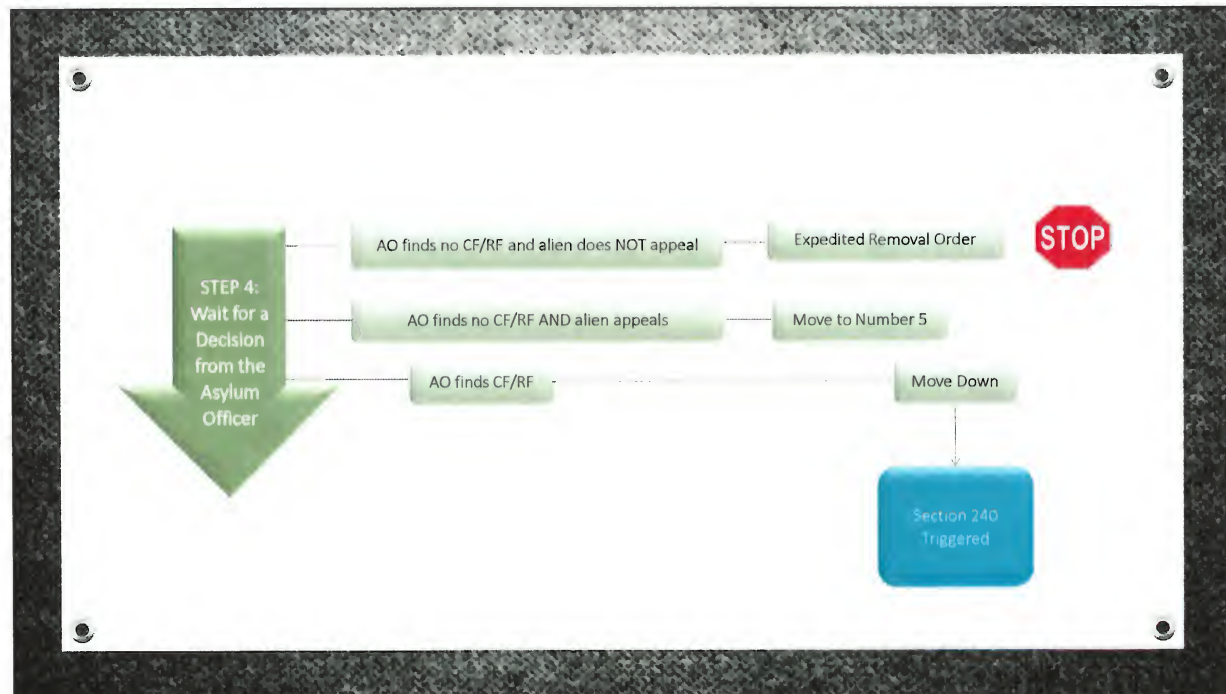 AO finds no CF/RF and alien does NOT appeal
Expedited Removal Order
STOP
STEP 4:
Wait for a
Decision
from the
Asylum
Officer
AO finds no CF/RF AND alien appeals
Move to Number 5
AO finds CF/RF
Move Down
Section 240
Triggered